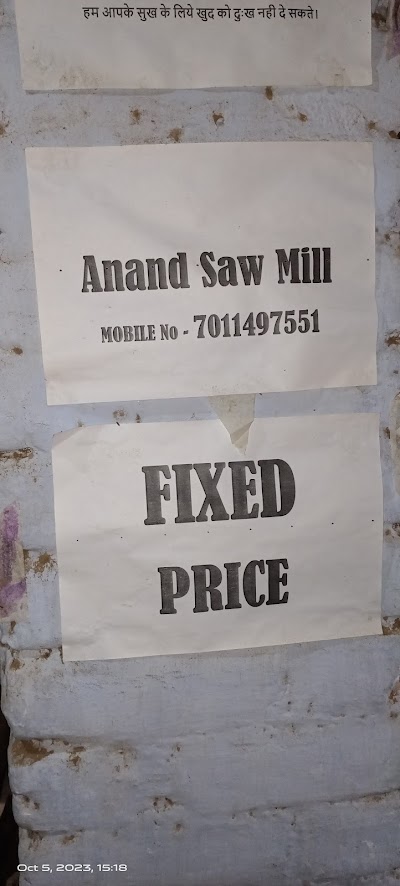 हम आपके सुख के लिये खुद को दुःख नही दे सकते।
Anand Saw Mill
MOBILE No - 7011497551
FIXED
PRICE
Oct 5, 2023, 15:18